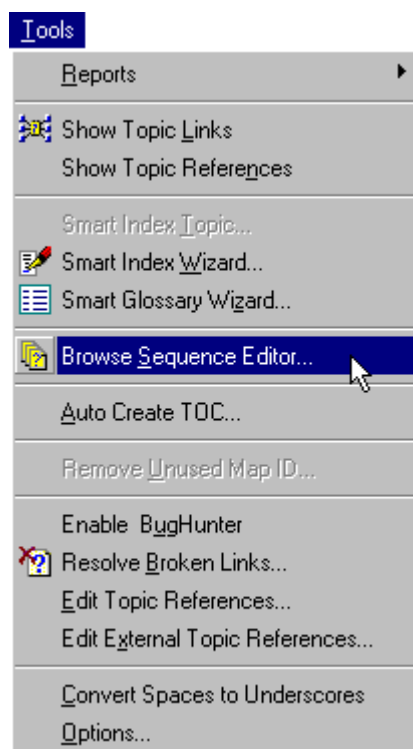 Tools
Reports
Show Topic Links
Show Topic References
Smart Index Topic...
Smart Index Wizard...
Smart Glossary Wizard...
Browse Sequence Editor...
Auto Create TOC...
Remove Unused Map ID...
Enable BugHunter
Resolve Broken Links...
Edit Topic References...
Edit External Topic References...
Convert Spaces to Underscores
Options...